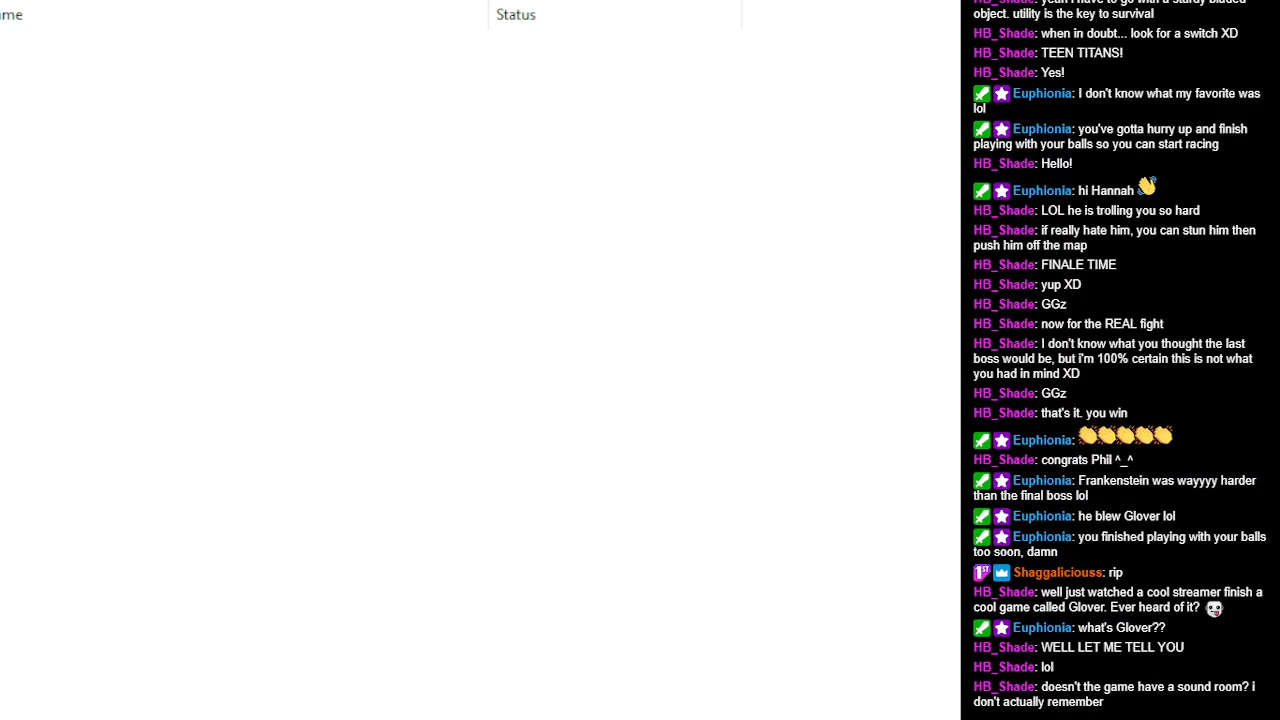 ame
Status
HB_Shade: yeah i have to go with a sturdy bladed
object. utility is the key to survival
HB_Shade: when in doubt... look for a switch XD
HB_Shade: TEEN TITANS!
HB_Shade: Yes!
Euphionia: I don't know what my favorite was
lol
Euphionia: you've gotta hurry up and finish
playing with your balls so you can start racing
HB_Shade: Hello!
Euphionia: hi Hannah
HB_Shade: LOL he is trolling you so hard
HB_Shade: if really hate him, you can stun him then
push him off the map
HB_Shade: FINALE TIME
HB_Shade: yup XD
HB_Shade: GGz
HB_Shade: now for the REAL fight
HB_Shade: I don't know what you thought the last
boss would be, but i'm 100% certain this is not what
you had in mind XD
HB_Shade: GGz
HB_Shade: that's it. you win
Euphionia:
HB_Shade: congrats Phil ^_^
Euphionia: Frankenstein was wayyyy harder
than the final boss lol
Euphionia: he blew Glover lol
Euphionia: you finished playing with your balls
too soon, damn
1ST Shaggaliciouss: rip
HB_Shade: well just watched a cool streamer finish a
cool game called Glover. Ever heard of it?
Euphionia: what's Glover??
HB_Shade: WELL LET ME TELL YOU
HB_Shade: lol
HB_Shade: doesn't the game have a sound room? i
don't actually remember